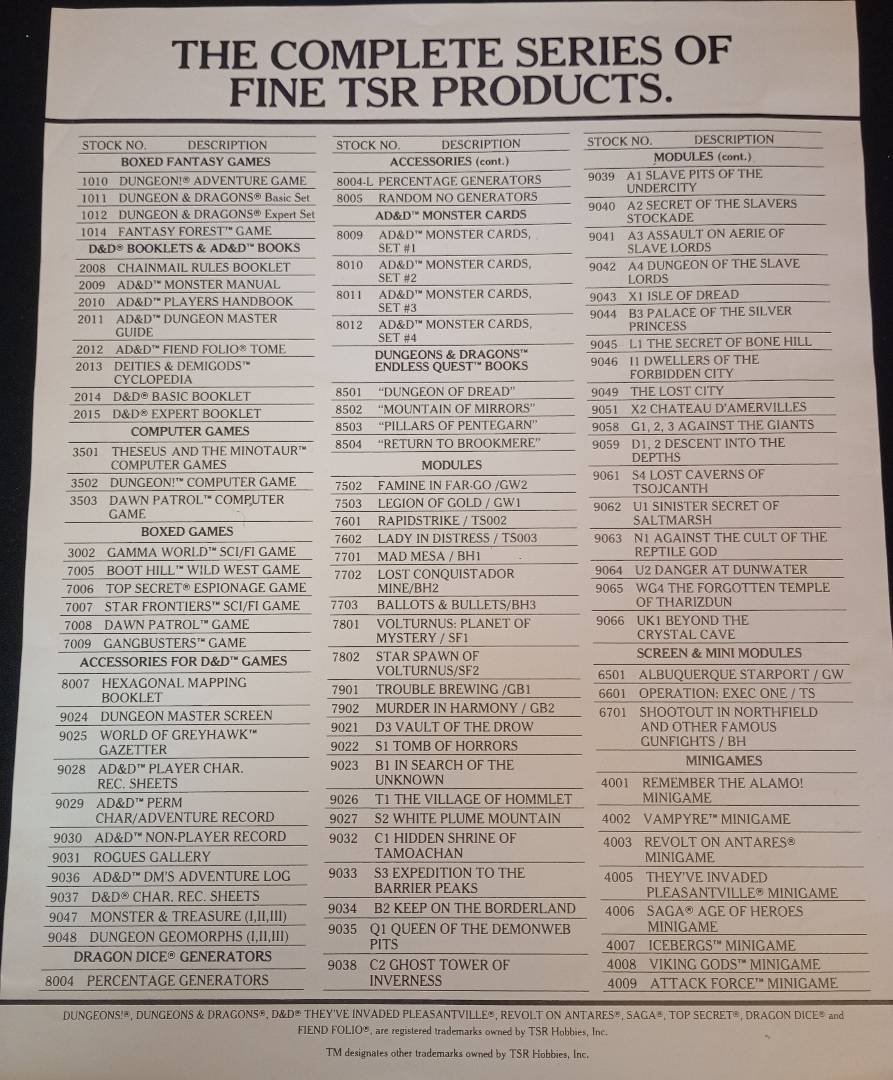 THE COMPLETE SERIES OF
FINE TSR PRODUCTS.
STOCK NO. DESCRIPTION
BOXED FANTASY GAMES
1010 DUNGEON!® ADVENTURE GAME
1011 DUNGEON & DRAGONS® Basic Set
1012 DUNGEON & DRAGONS® Expert Set
1014 FANTASY FOREST™ GAME
D&D® BOOKLETS & AD&D™ BOOKS
2008 CHAINMAIL RULES BOOKLET
2009 AD&D™ MONSTER MANUAL
2010 AD&D™ PLAYERS HANDBOOK
2011 AD&D™ DUNGEON MASTER
GUIDE
2012 AD&D™ FIEND FOLIO® TOME
2013 DEITIES & DEMIGODS™
CYCLOPEDIA
2014 D&D® BASIC BOOKLET
2015 D&D® EXPERT BOOKLET
COMPUTER GAMES
3501 THESEUS AND THE MINOTAUR™
COMPUTER GAMES
3502 DUNGEON!™ COMPUTER GAME
3503 DAWN PATROL™ COMPUTER
GAME
BOXED GAMES
3002 GAMMA WORLD™ SCI/FI GAME
7005 BOOT HILL™ WILD WEST GAME
7006 TOP SECRET® ESPIONAGE GAME
7007 STAR FRONTIERS™ SCI/FI GAME
7008 DAWN PATROL™ GAME
7009 GANGBUSTERS™ GAME
ACCESSORIES FOR D&D™ GAMES
8007 HEXAGONAL MAPPING
BOOKLET
9024 DUNGEON MASTER SCREEN
9025 WORLD OF GREYHAWK™
GAZETTER
9028 AD&D™ PLAYER CHAR.
REC. SHEETS
9029 AD&D™ PERM
CHAR/ADVENTURE RECORD
9030 AD&D™ NON-PLAYER RECORD
9031 ROGUES GALLERY
9036 AD&D™ DM'S ADVENTURE LOG
9037 D&D® CHAR. REC. SHEETS
9047 MONSTER & TREASURE (I,II,III)
9048 DUNGEON GEOMORPHS (I,II,III)
DRAGON DICE® GENERATORS
8004 PERCENTAGE GENERATORS
STOCK NO. DESCRIPTION
ACCESSORIES (cont.)
8004-L PERCENTAGE GENERATORS
8005 RANDOM NO GENERATORS
AD&D™ MONSTER CARDS
8009 AD&D™ MONSTER CARDS,
SET #1
8010 AD&D™ MONSTER CARDS,
SET #2
8011 AD&D™ MONSTER CARDS,
SET #3
8012 AD&D™ MONSTER CARDS,
SET #4
DUNGEONS & DRAGONS™
ENDLESS QUEST™ BOOKS
8501 "DUNGEON OF DREAD"
8502 "MOUNTAIN OF MIRRORS"
8503 "PILLARS OF PENTEGARN"
8504 "RETURN TO BROOKMERE"
MODULES
7502 FAMINE IN FAR-GO /GW2
7503 LEGION OF GOLD / GW1
7601 RAPIDSTRIKE / TS002
7602 LADY IN DISTRESS / TS003
7701 MAD MESA / BH1
7702 LOST CONQUISTADOR
MINE/BH2
7703 BALLOTS & BULLETS/BH3
7801 VOLTURNUS: PLANET OF
MYSTERY / SF1
7802 STAR SPAWN OF
VOLTURNUS/SF2
7901 TROUBLE BREWING /GB1
7902 MURDER IN HARMONY / GB2
9021 D3 VAULT OF THE DROW
9022 S1 TOMB OF HORRORS
9023 B1 IN SEARCH OF THE
UNKNOWN
9026 T1 THE VILLAGE OF HOMMLET
9027 S2 WHITE PLUME MOUNTAIN
9032 C1 HIDDEN SHRINE OF
TAMOACHAN
9033 S3 EXPEDITION TO THE
BARRIER PEAKS
9034 B2 KEEP ON THE BORDERLAND
9035 Q1 QUEEN OF THE DEMONWEB
PITS
9038 C2 GHOST TOWER OF
INVERNESS
STOCK NO. DESCRIPTION
MODULES (cont.)
9039 A1 SLAVE PITS OF THE
UNDERCITY
9040 A2 SECRET OF THE SLAVERS
STOCKADE
9041 A3 ASSAULT ON AERIE OF
SLAVE LORDS
9042 A4 DUNGEON OF THE SLAVE
LORDS
9043 X1 ISLE OF DREAD
9044 B3 PALACE OF THE SILVER
PRINCESS
9045 L1 THE SECRET OF BONE HILL
9046 I1 DWELLERS OF THE
FORBIDDEN CITY
9049 THE LOST CITY
9051 X2 CHATEAU D'AMERVILLES
9058 G1, 2, 3 AGAINST THE GIANTS
9059 D1, 2 DESCENT INTO THE
DEPTHS
9061 S4 LOST CAVERNS OF
TSOJCANTH
9062 U1 SINISTER SECRET OF
SALTMARSH
9063 N1 AGAINST THE CULT OF THE
REPTILE GOD
9064 U2 DANGER AT DUNWATER
9065 WG4 THE FORGOTTEN TEMPLE
OF THARIZDUN
9066 UK1 BEYOND THE
CRYSTAL CAVE
SCREEN & MINI MODULES
6501 ALBUQUERQUE STARPORT / GW
6601 OPERATION: EXEC ONE / TS
6701 SHOOTOUT IN NORTHFIELD
AND OTHER FAMOUS
GUNFIGHTS / BH
MINIGAMES
4001 REMEMBER THE ALAMO!
MINIGAME
4002 VAMPYRE™ MINIGAME
4003 REVOLT ON ANTARES®
MINIGAME
4005 THEY'VE INVADED
PLEASANTVILLE® MINIGAME
4006 SAGA® AGE OF HEROES
MINIGAME
4007 ICEBERGS™ MINIGAME
4008 VIKING GODS™ MINIGAME
4009 ATTACK FORCE™ MINIGAME
DUNGEONS!®, DUNGEONS & DRAGONS®, D&D® THEY'VE INVADED PLEASANTVILLE®, REVOLT ON ANTARES®, SAGA®, TOP SECRET®, DRAGON DICE® and
FIEND FOLIO®, are registered trademarks owned by TSR Hobbies, Inc.
TM designates other trademarks owned by TSR Hobbies, Inc.